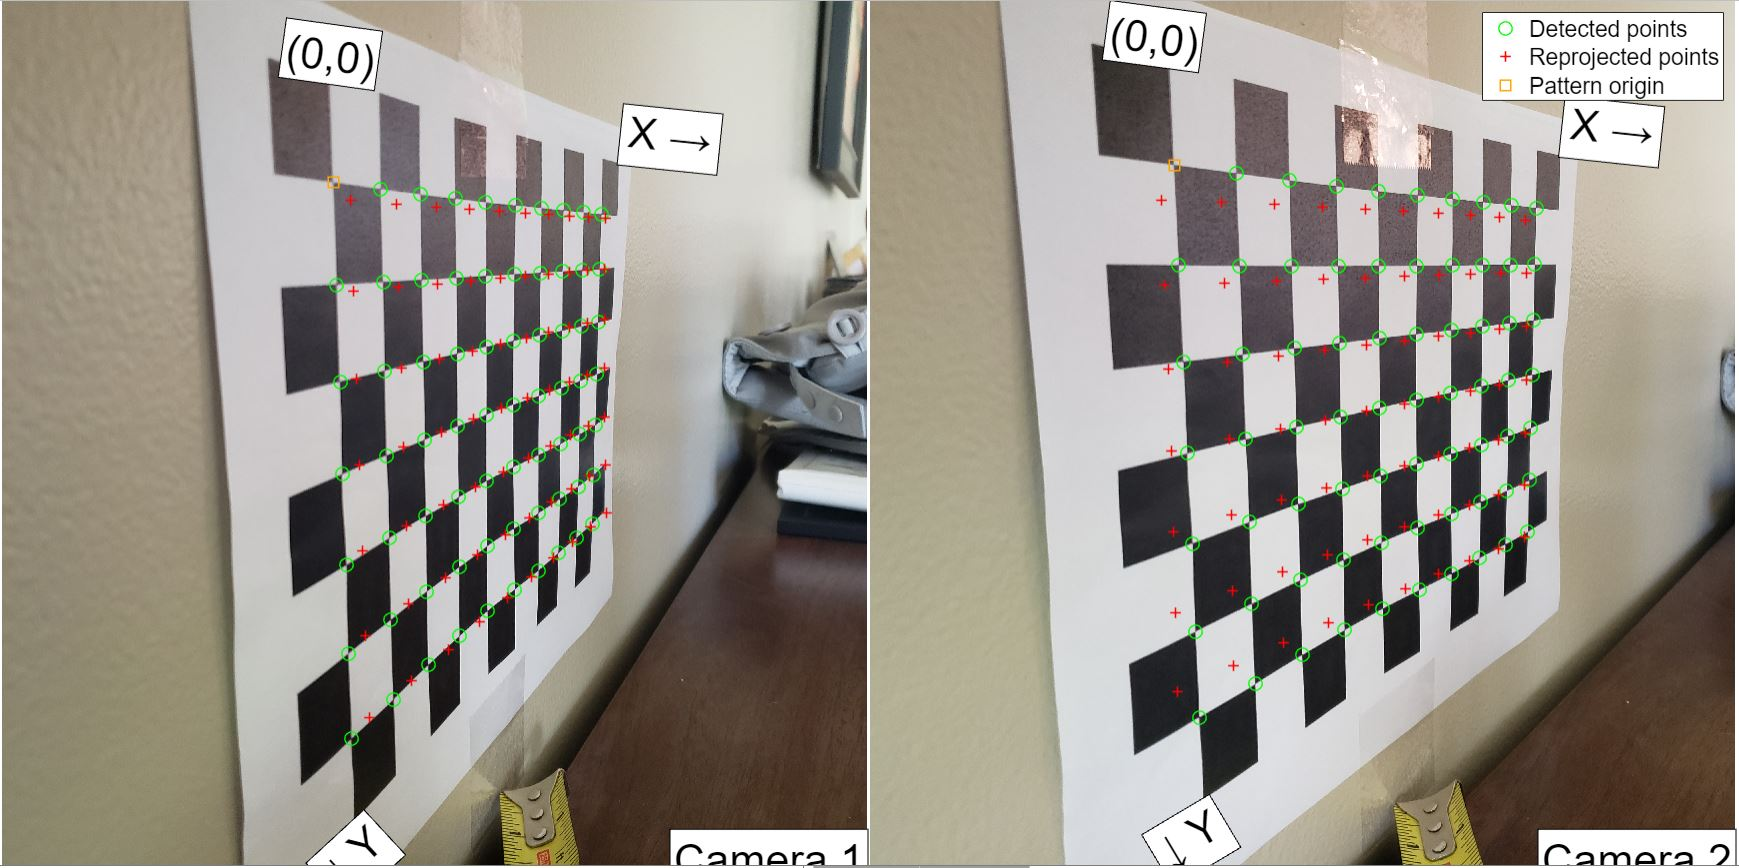 (0,0)
X →
↓ Y
Camera 1
(0,0)
Detected points
Reprojected points
Pattern origin
X →
↓ Y
Camera 2